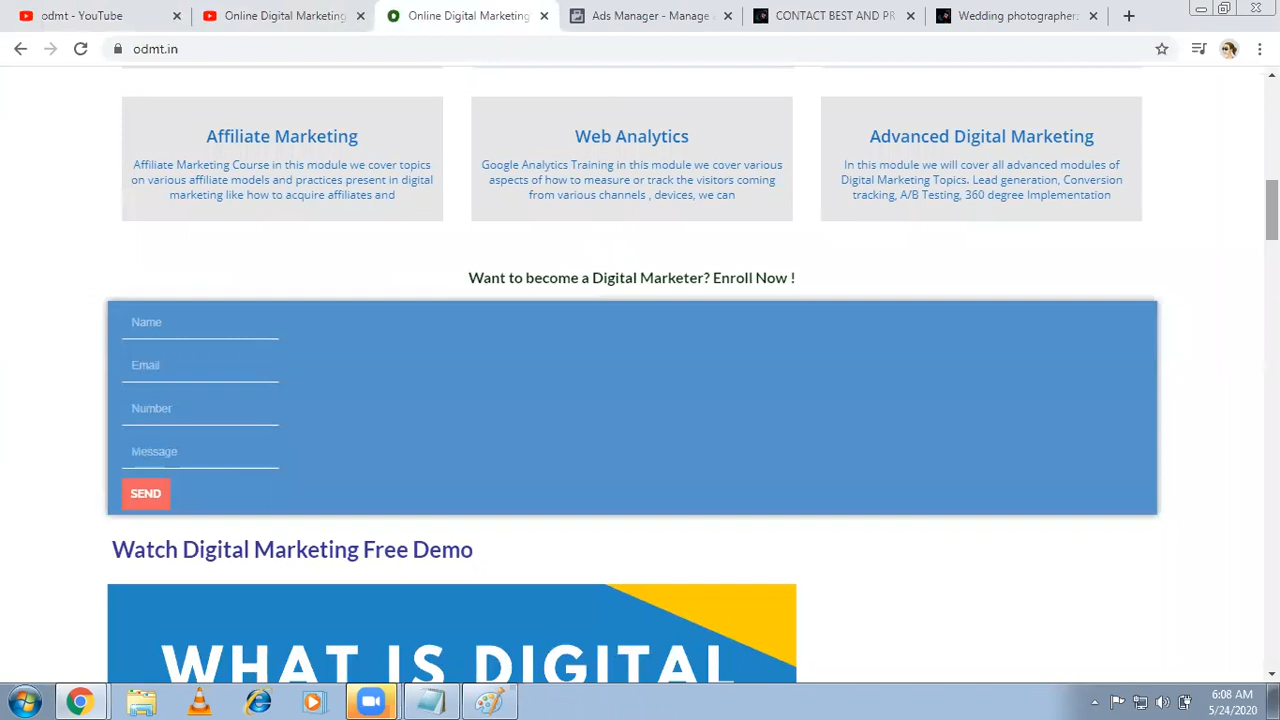 odmt - YouTube
Online Digital Marketing
Online Digital Marketing
Ads Manager - Manage
CONTACT BEST AND PR
Wedding photographer
odmt.in
Affiliate Marketing
Affiliate Marketing Course in this module we cover topics
on various affiliate models and practices present in digital
marketing like how to acquire affiliates and
Web Analytics
Google Analytics Training in this module we cover various
aspects of how to measure or track the visitors coming
from various channels , devices, we can
Advanced Digital Marketing
In this module we will cover all advanced modules of
Digital Marketing Topics. Lead generation, Conversion
tracking, A/B Testing, 360 degree Implementation
Want to become a Digital Marketer? Enroll Now !
Name
Email
Number
Message
SEND
Watch Digital Marketing Free Demo
WHAT IS DIGITAL
6:08 AM
5/24/2020